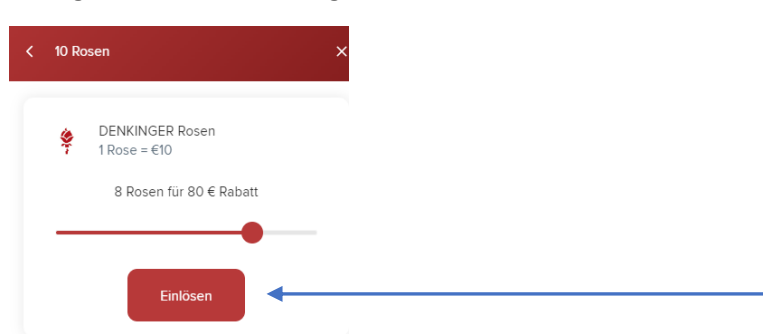 10 Rosen
DENKINGER Rosen
1 Rose = €10
8 Rosen für 80 € Rabatt
Einlösen